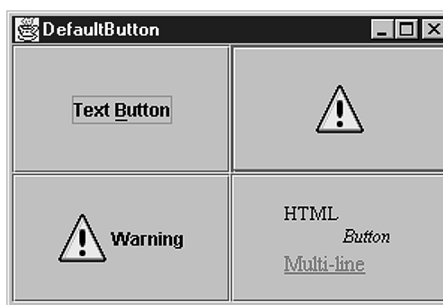 DefaultButton
Text Button
Warning
HTML
Button
Multi-line